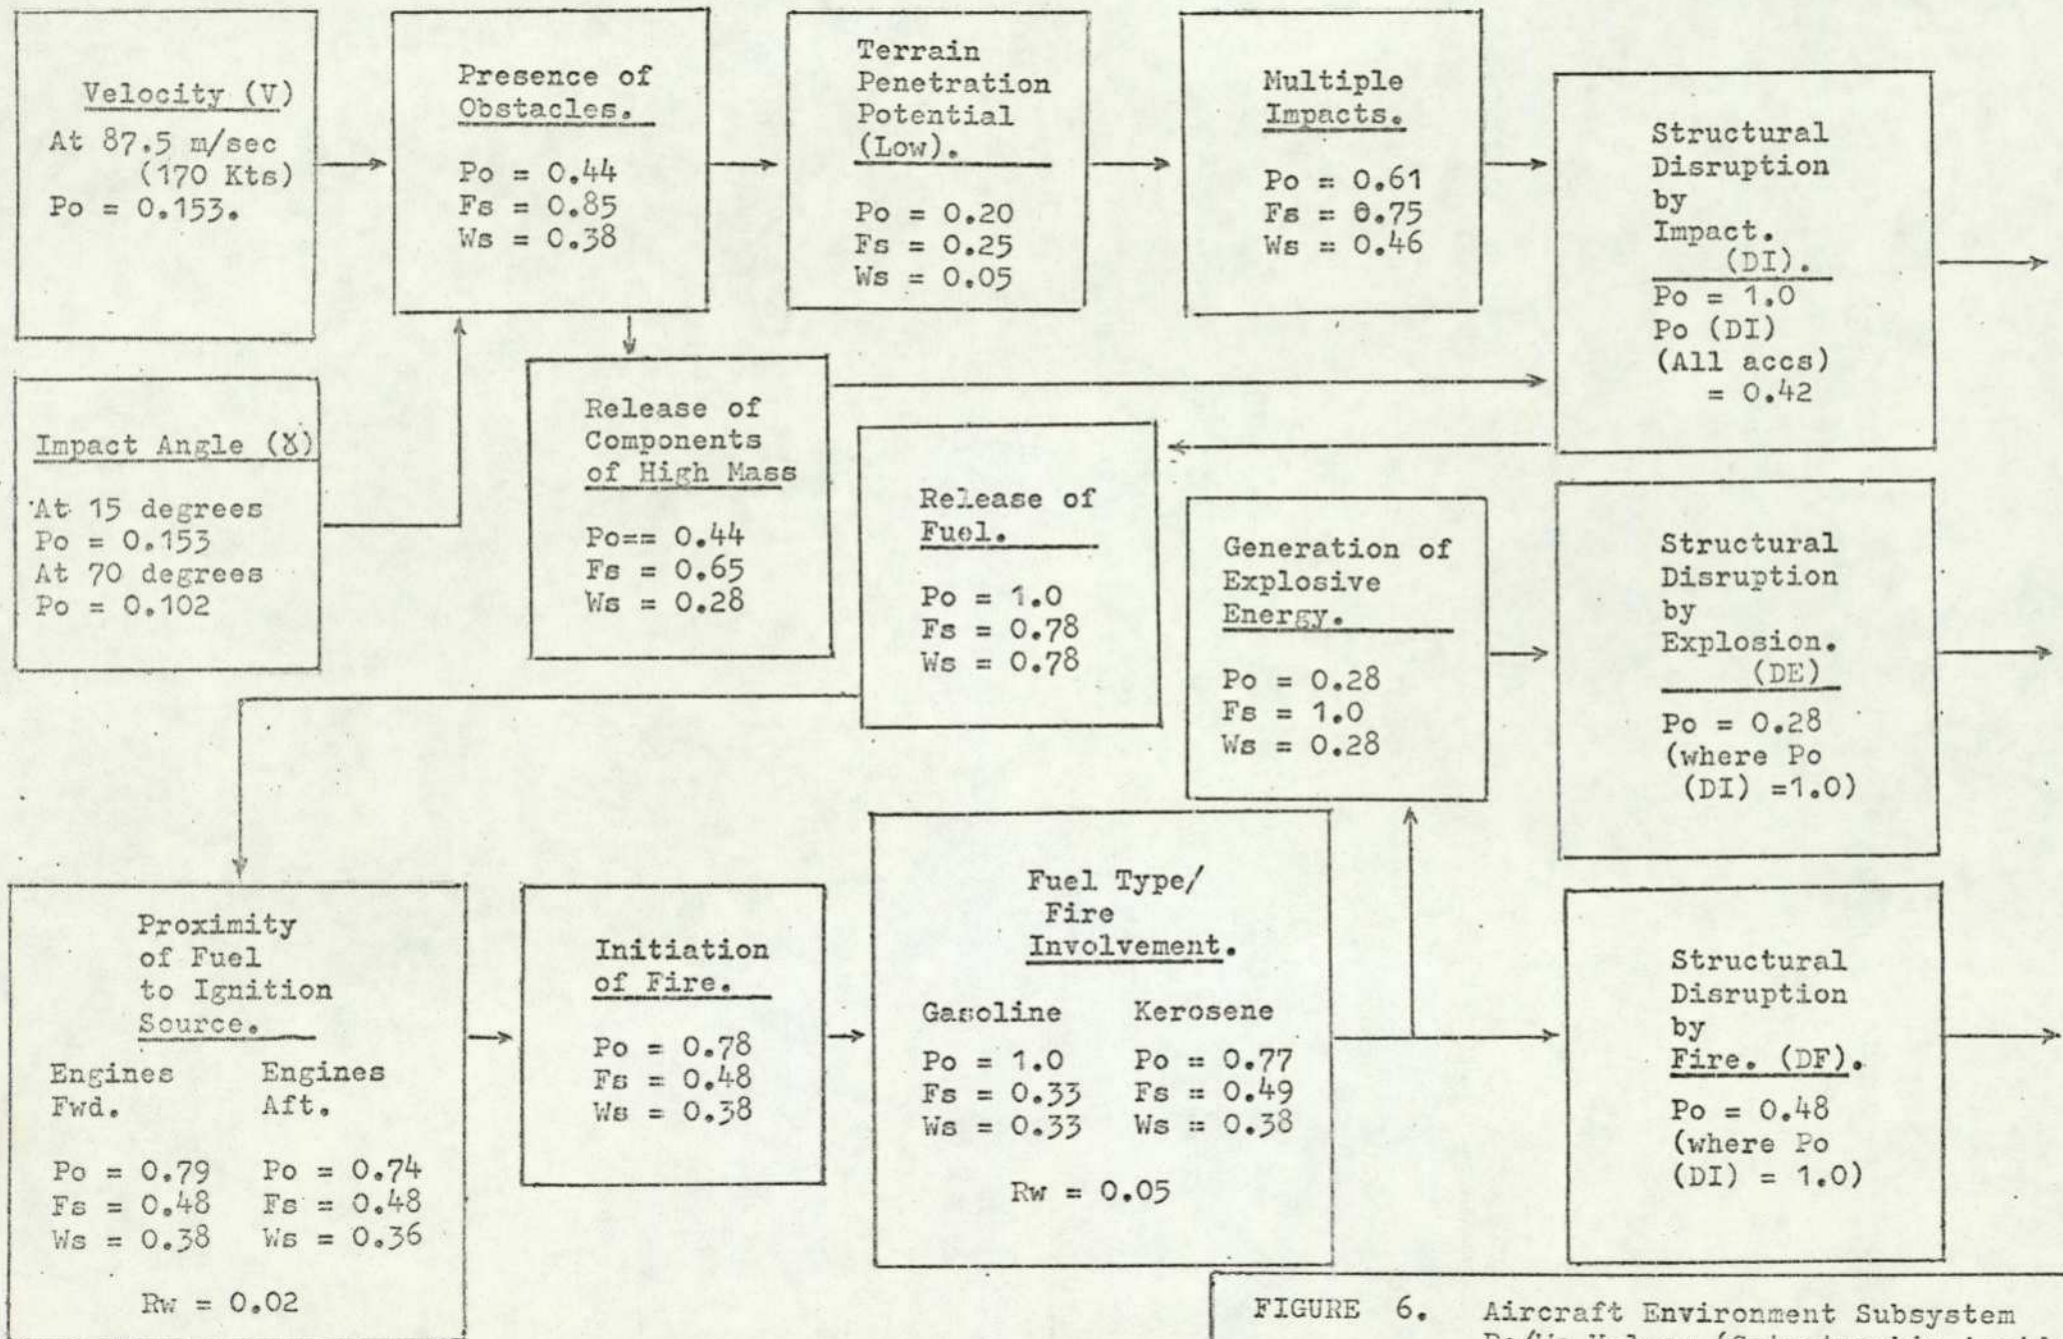 Velocity (V)
At 87.5 m/sec
(170 Kts)
Po = 0.153.
Presence of
Obstacles.
Po = 0.44
Fs = 0.85
Ws = 0.38
Terrain
Penetration
Potential
(Low).
Po = 0.20
Fs = 0.25
Ws = 0.05
Multiple
Impacts.
Po = 0.61
Fs = 0.75
Ws = 0.46
Structural
Disruption
by
Impact.
(DI).
Po = 1.0
Po (DI)
(All accs)
= 0.42
Impact Angle (γ)
At 15 degrees
Po = 0.153
At 70 degrees
Po = 0.102
Release of
Components
of High Mass
Po== 0.44
Fs = 0.65
Ws = 0.28
Release of
Fuel.
Po = 1.0
Fs = 0.78
Ws = 0.78
Generation of
Explosive
Energy.
Po = 0.28
Fs = 1.0
Ws = 0.28
Structural
Disruption
by
Explosion.
(DE)
Po = 0.28
(where Po
(DI) =1.0)
Proximity
of Fuel
to Ignition
Source.
Engines Engines
Fwd. Aft.
Po = 0.79 Po = 0.74
Fs = 0.48 Fs = 0.48
Ws = 0.38 Ws = 0.36
Rw = 0.02
Initiation
of Fire.
Po = 0.78
Fs = 0.48
Ws = 0.38
Fuel Type/
Fire
Involvement.
Gasoline Kerosene
Po = 1.0 Po = 0.77
Fs = 0.33 Fs = 0.49
Ws = 0.33 Ws = 0.38
Rw = 0.05
Structural
Disruption
by
Fire. (DF).
Po = 0.48
(where Po
(DI) = 1.0)
FIGURE 6. Aircraft Environment Subsystem